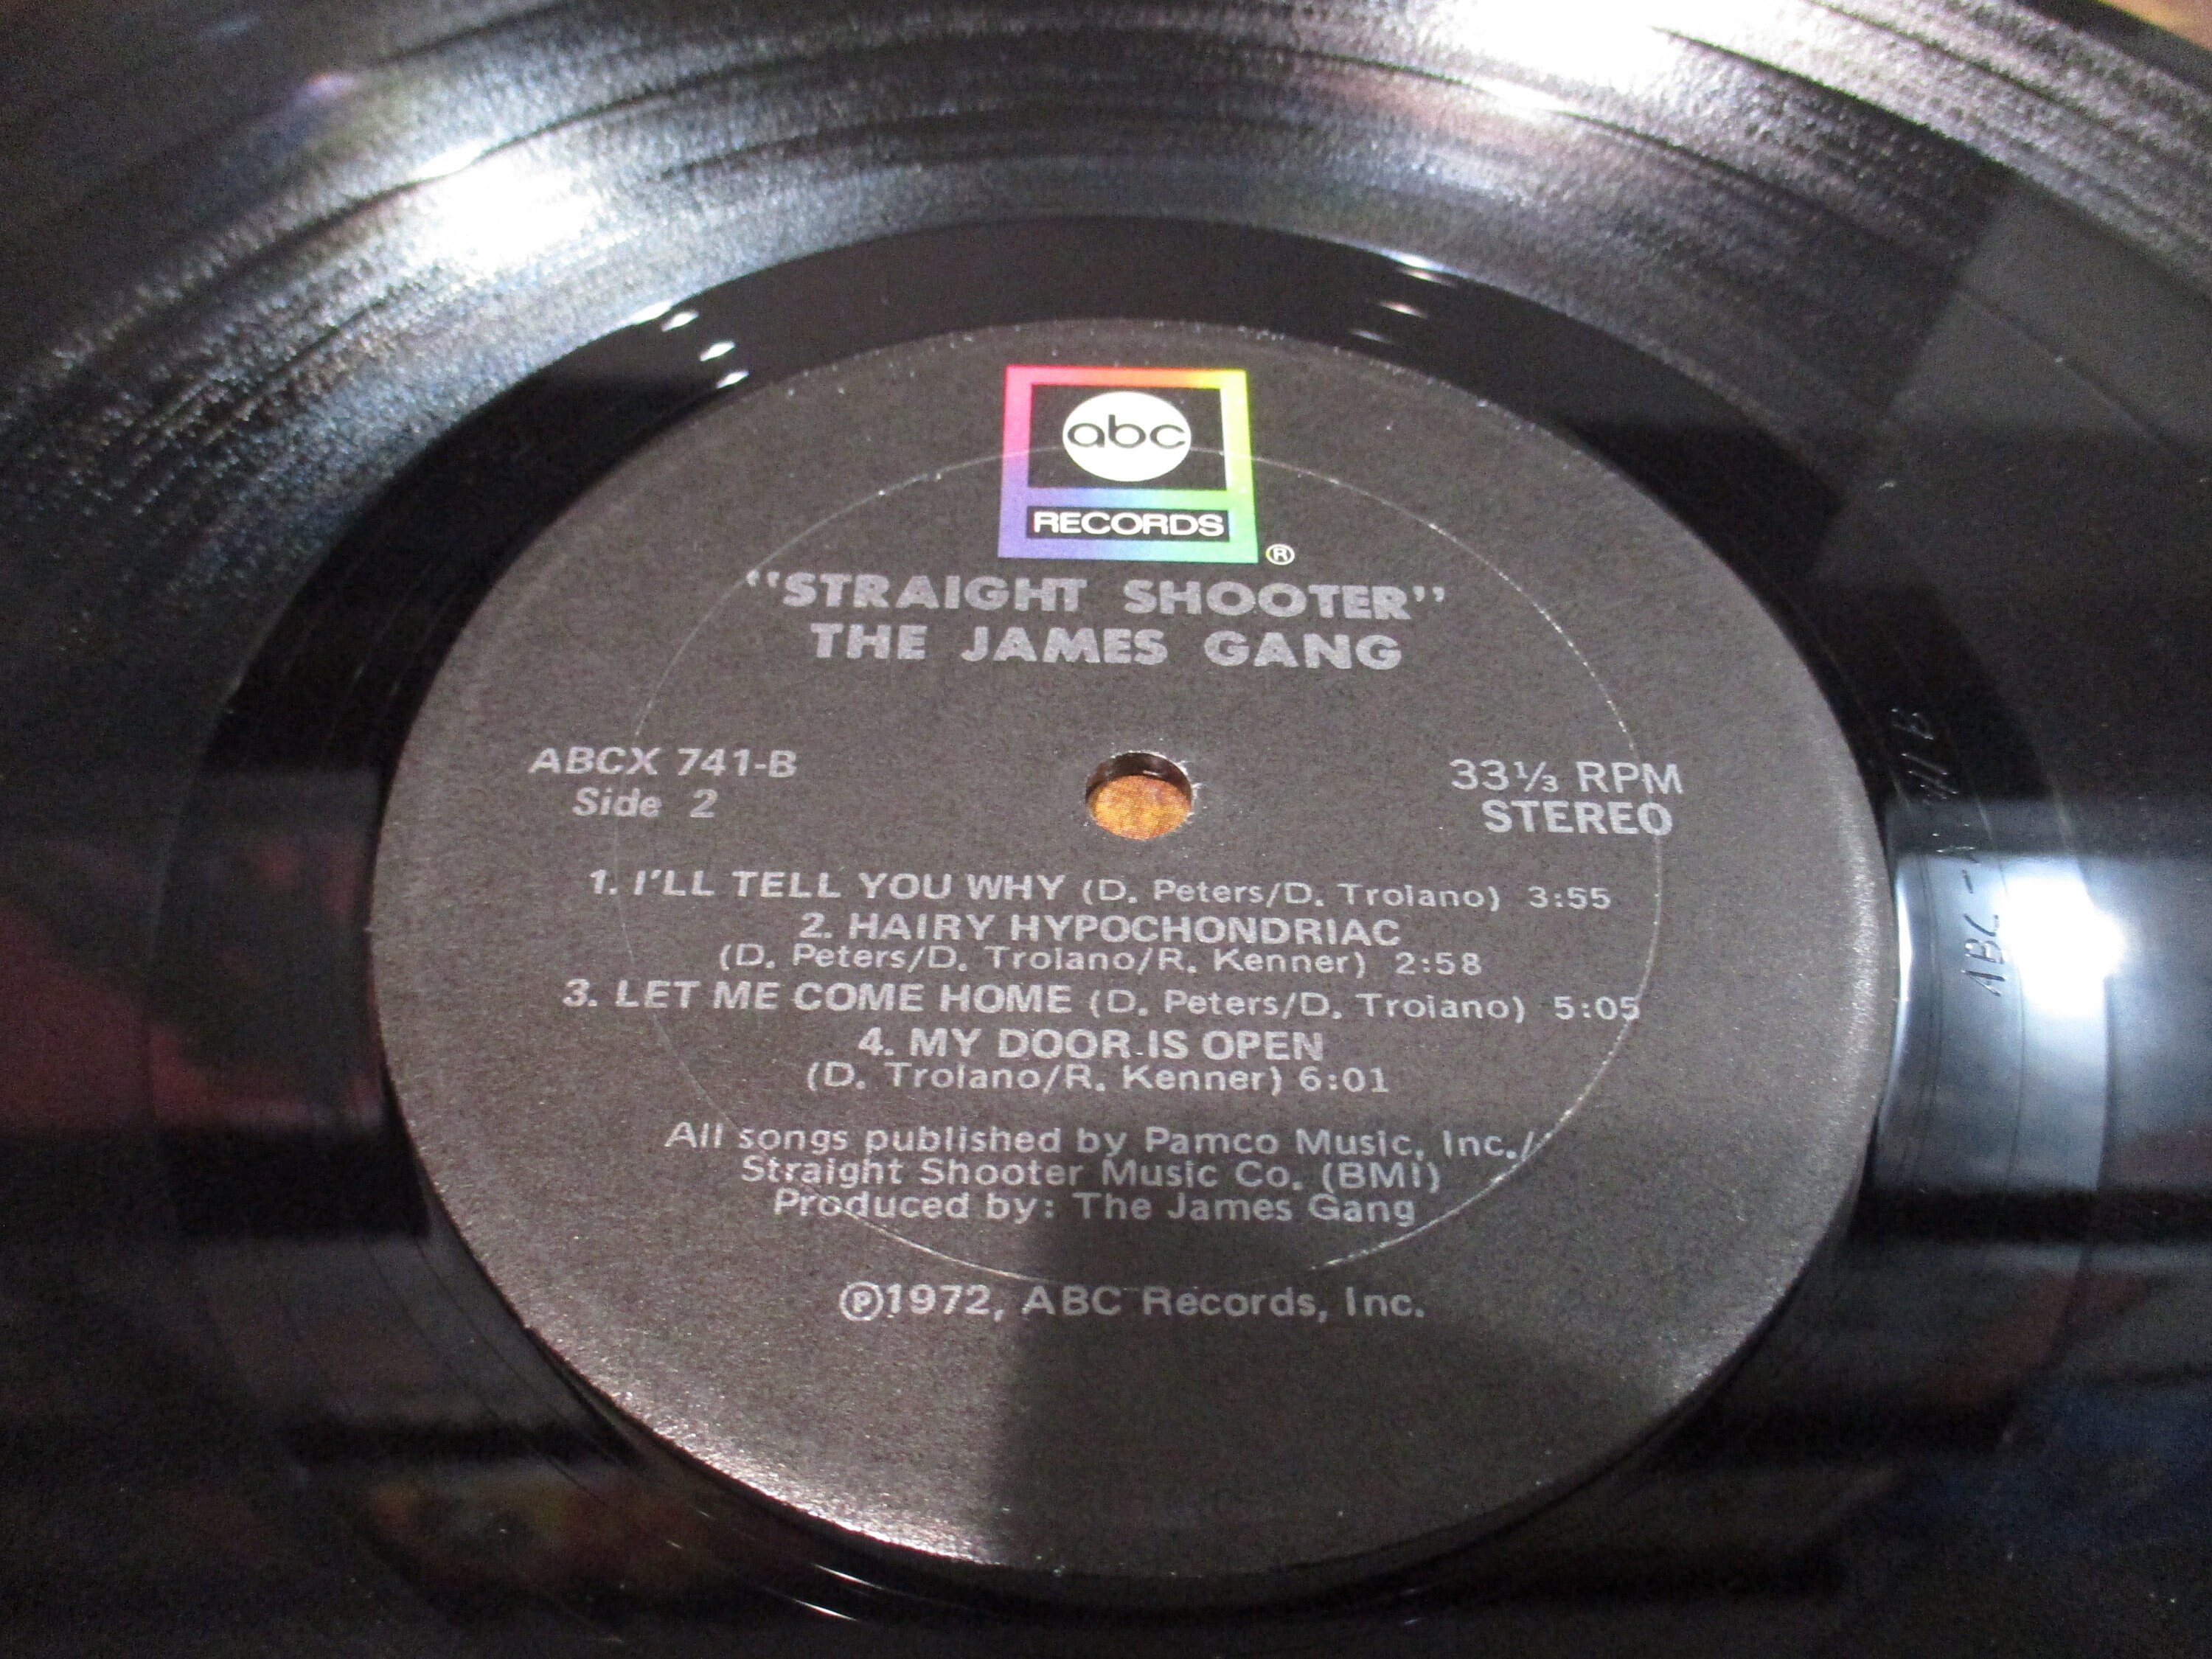 abc
RECORDS
®
“STRAIGHT SHOOTER”
THE JAMES GANG
ABCX 741-B
Side 2
33⅓ RPM
STEREO
1. I'LL TELL YOU WHY (D. Peters/D. Troiano) 3:55
2. HAIRY HYPOCHONDRIAC
(D. Peters/D. Troiano/R. Kenner) 2:58
3. LET ME COME HOME (D. Peters/D. Troiano) 5:05
4. MY DOOR IS OPEN
(D. Troiano/R. Kenner) 6:01
All songs published by Pamco Music, Inc./
Straight Shooter Music Co. (BMI)
Produced by: The James Gang
℗1972, ABC Records, Inc.
ABC-